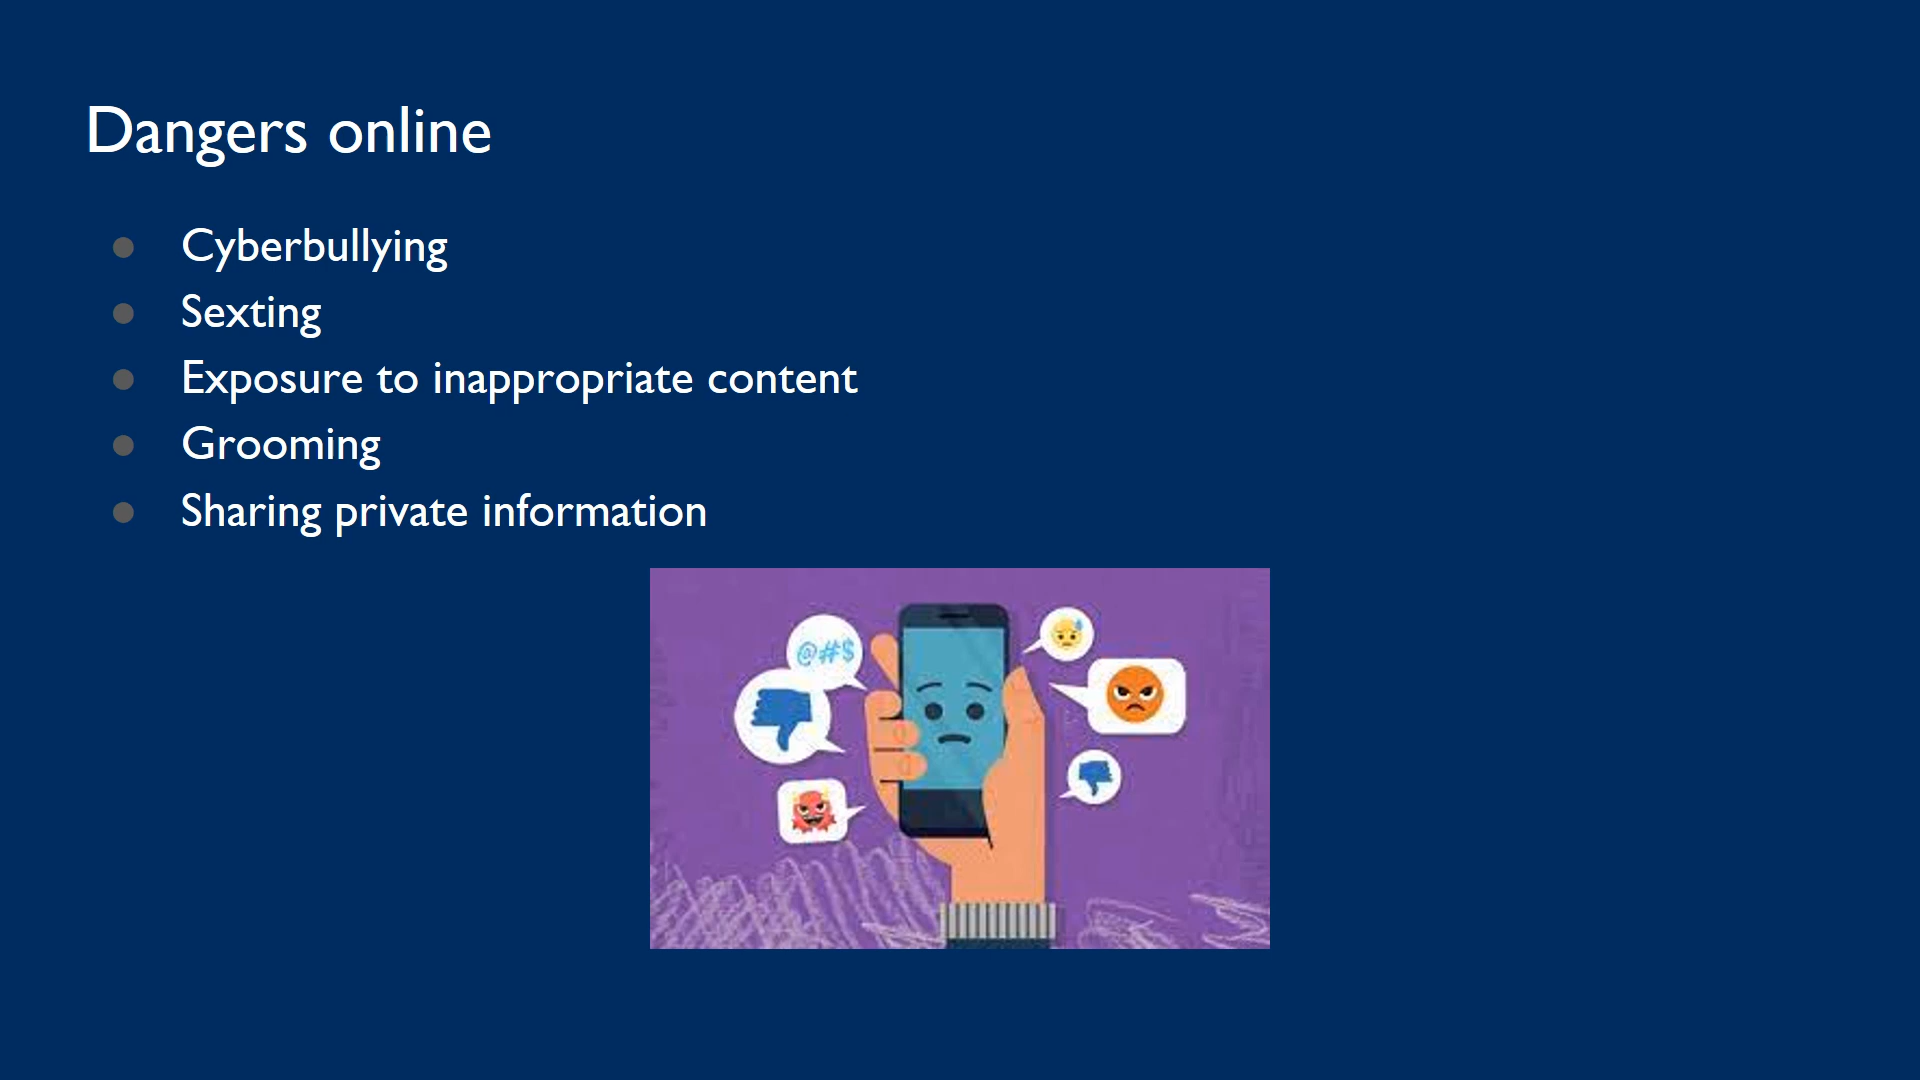 Dangers online
Cyberbullying
Sexting
Exposure to inappropriate content
Grooming
Sharing private information
@#$